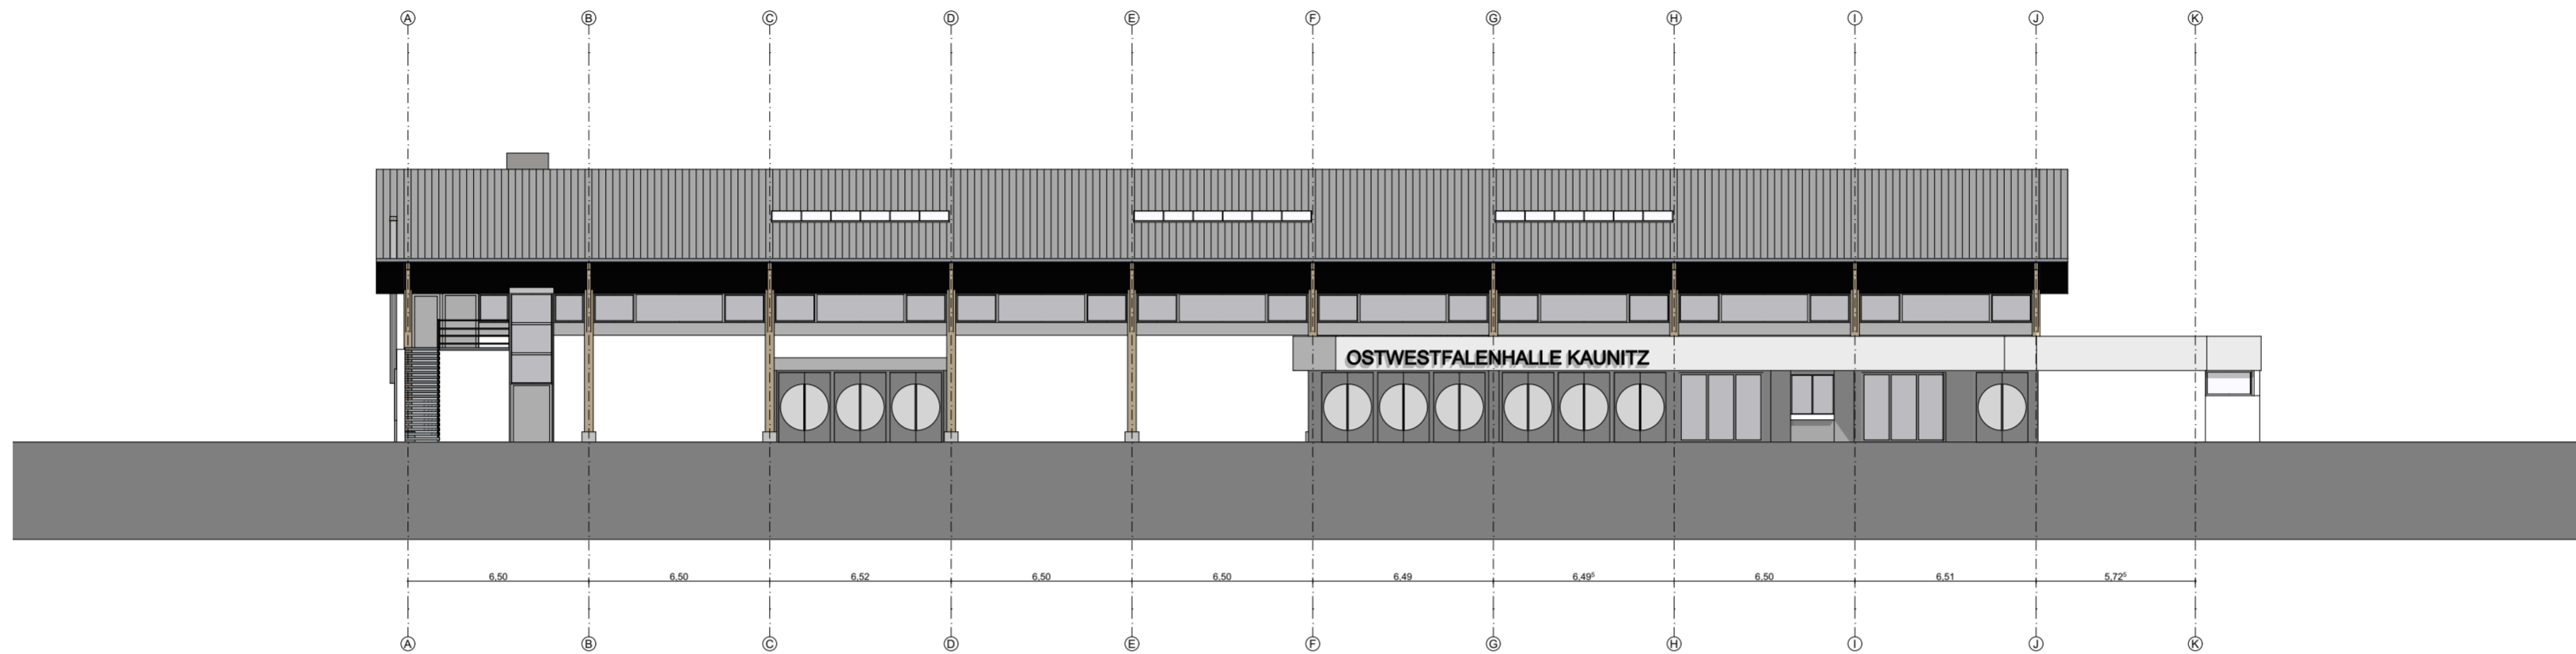 A B C D E F G H I J K
OSTWESTFALENHALLE KAUNITZ
6.50 6.50 6.52 6.50 6.50 6.49 6.49⁵ 6.50 6.51 5.72⁵
A B C D E F G H I J K